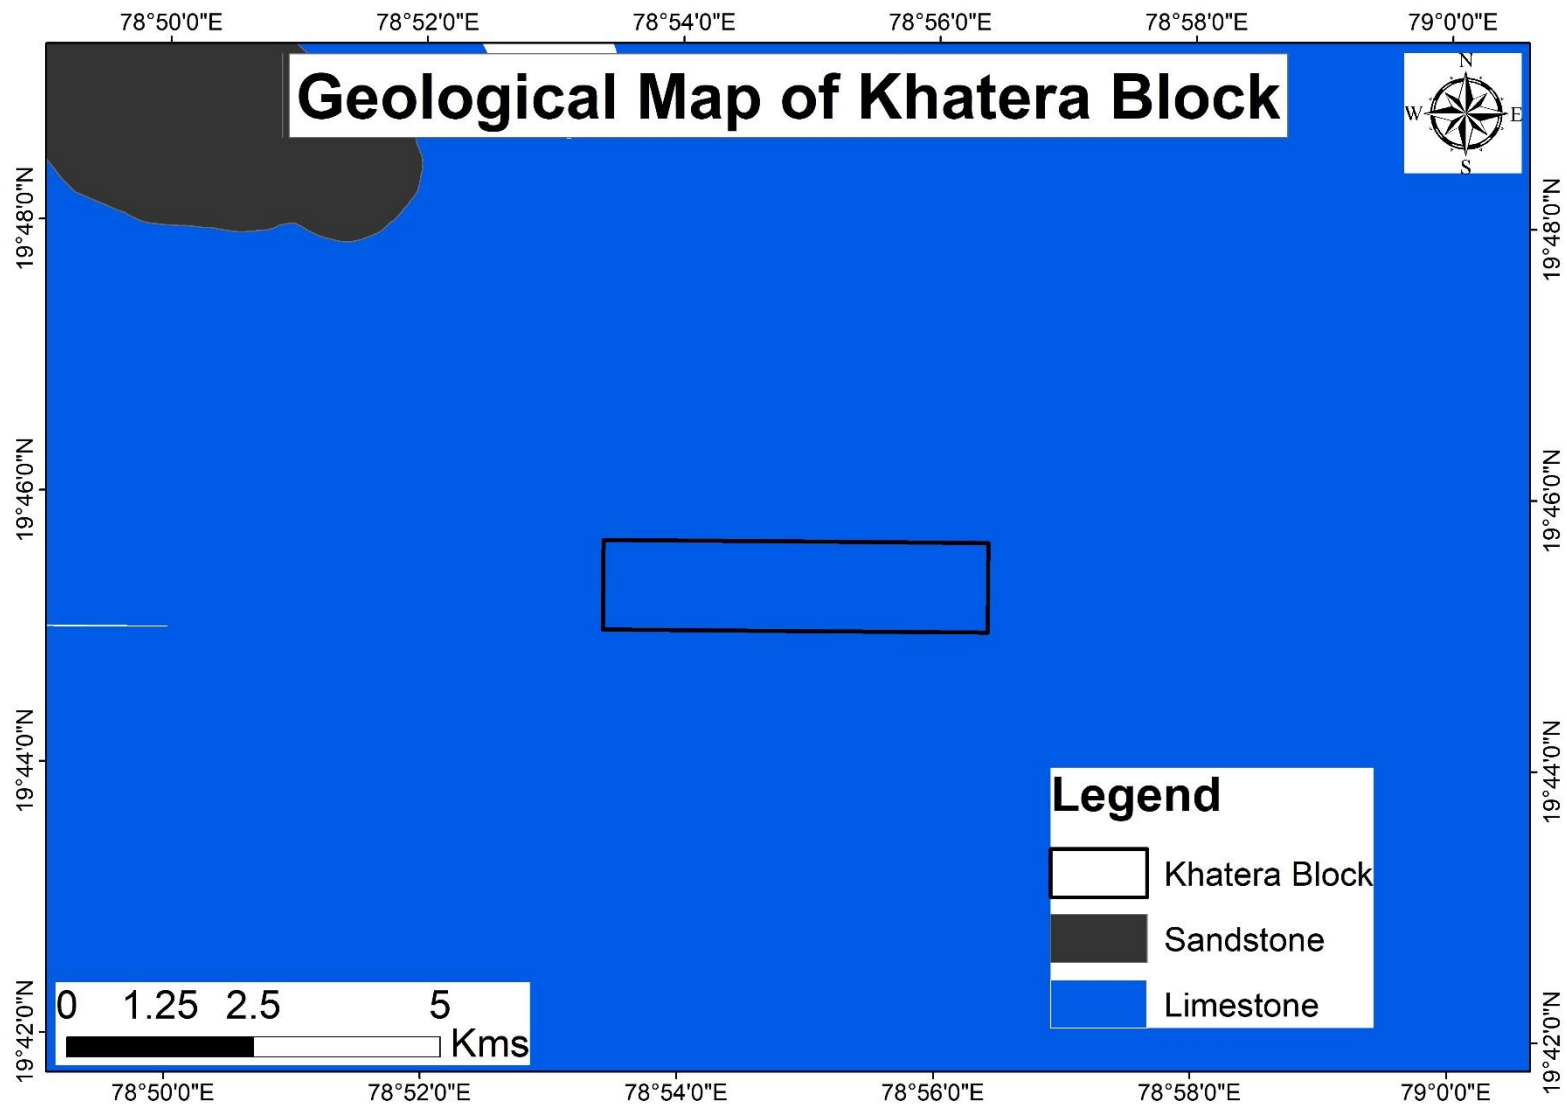 78°50'0"E 78°52'0"E 78°54'0"E 78°56'0"E 78°58'0"E 79°0'0"E
Geological Map of Khatera Block
N
W E
S
19°48'0"N 19°48'0"N
19°46'0"N 19°46'0"N
19°44'0"N 19°44'0"N
Legend
Khatera Block
Sandstone
Limestone
0 1.25 2.5 5
Kms
19°42'0"N 19°42'0"N
78°50'0"E 78°52'0"E 78°54'0"E 78°56'0"E 78°58'0"E 79°0'0"E